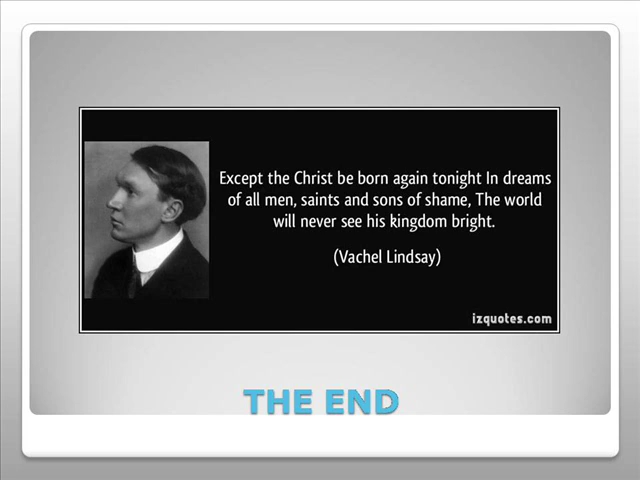 Except the Christ be born again tonight In dreams
of all men, saints and sons of shame, The world
will never see his kingdom bright.
(Vachel Lindsay)
izquotes.com
THE END